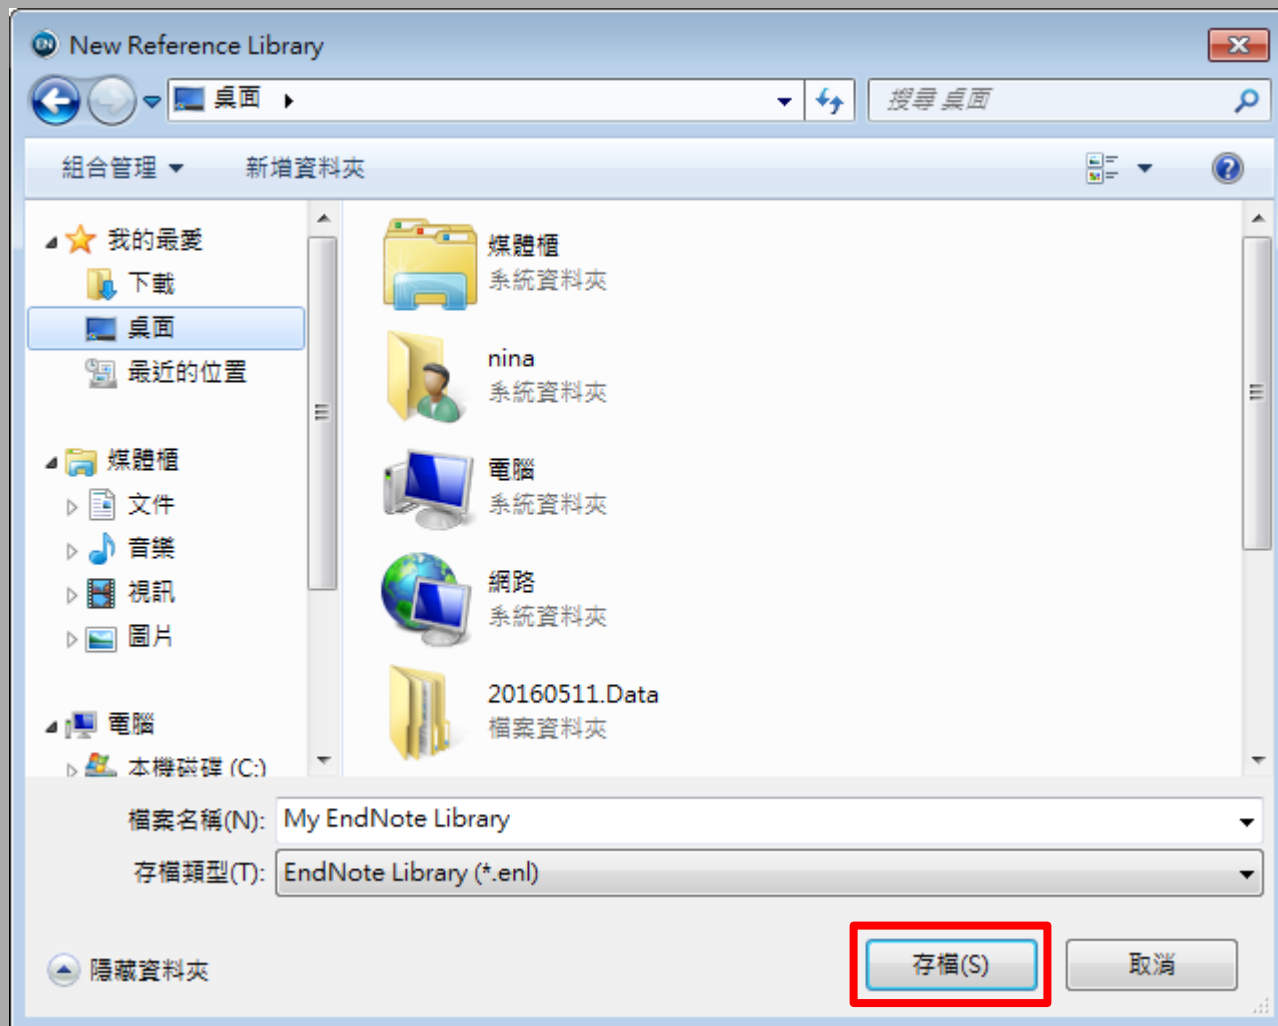 New Reference Library
桌面
搜尋 桌面
組合管理
新增資料夾
我的最愛
下載
桌面
最近的位置
媒體櫃
文件
音樂
視訊
圖片
電腦
本機磁碟 (C:)
媒體櫃
系統資料夾
nina
系統資料夾
電腦
系統資料夾
網路
系統資料夾
20160511.Data
檔案資料夾
檔案名稱(N): My EndNote Library
存檔類型(T): EndNote Library (*.enl)
隱藏資料夾
存檔(S)
取消